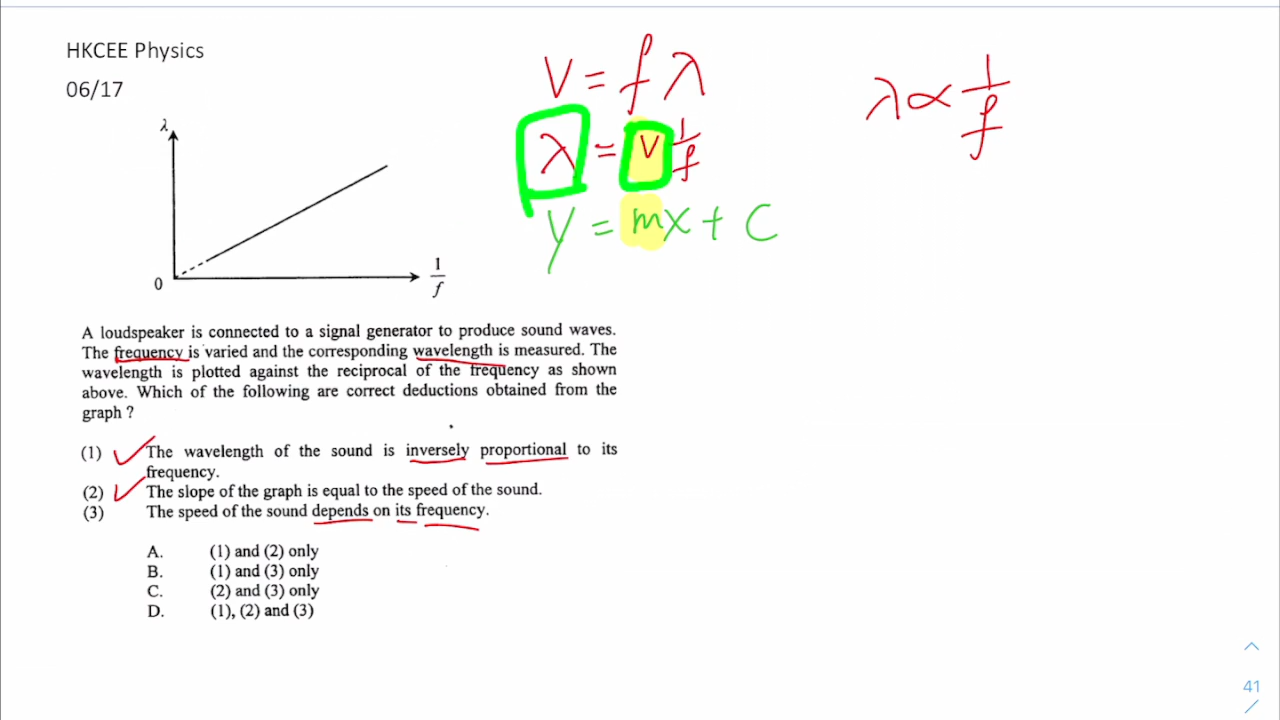 HKCEE Physics
06/17
λ
0
1/f
V = f λ
λ = V 1/f
y = mx + C
λ ∝ 1/f
A loudspeaker is connected to a signal generator to produce sound waves.
The frequency is varied and the corresponding wavelength is measured. The
wavelength is plotted against the reciprocal of the frequency as shown
above. Which of the following are correct deductions obtained from the
graph ?
(1) The wavelength of the sound is inversely proportional to its
frequency.
(2) The slope of the graph is equal to the speed of the sound.
(3) The speed of the sound depends on its frequency.
A. (1) and (2) only
B. (1) and (3) only
C. (2) and (3) only
D. (1), (2) and (3)
41